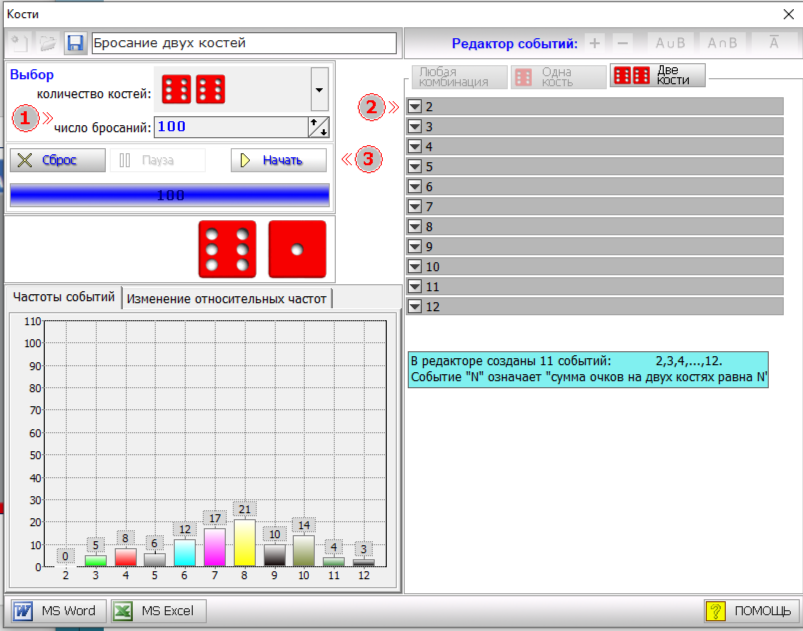 Кости
Бросание двух костей
Редактор событий: + − A∪B A∩B A
Выбор
количество костей:
1
число бросаний: 100
Сброс Пауза Начать
3
100
Любая комбинация
Одна кость
Две кости
2
2
3
4
5
6
7
8
9
10
11
12
В редакторе созданы 11 событий: 2,3,4,...,12.
Событие "N" означает "сумма очков на двух костях равна N"
Частоты событий Изменение относительных частот
110
100
90
80
70
60
50
40
30
20
10
0
0 5 8 6 12 17 21 10 14 4 3
2 3 4 5 6 7 8 9 10 11 12
MS Word MS Excel ? ПОМОЩЬ